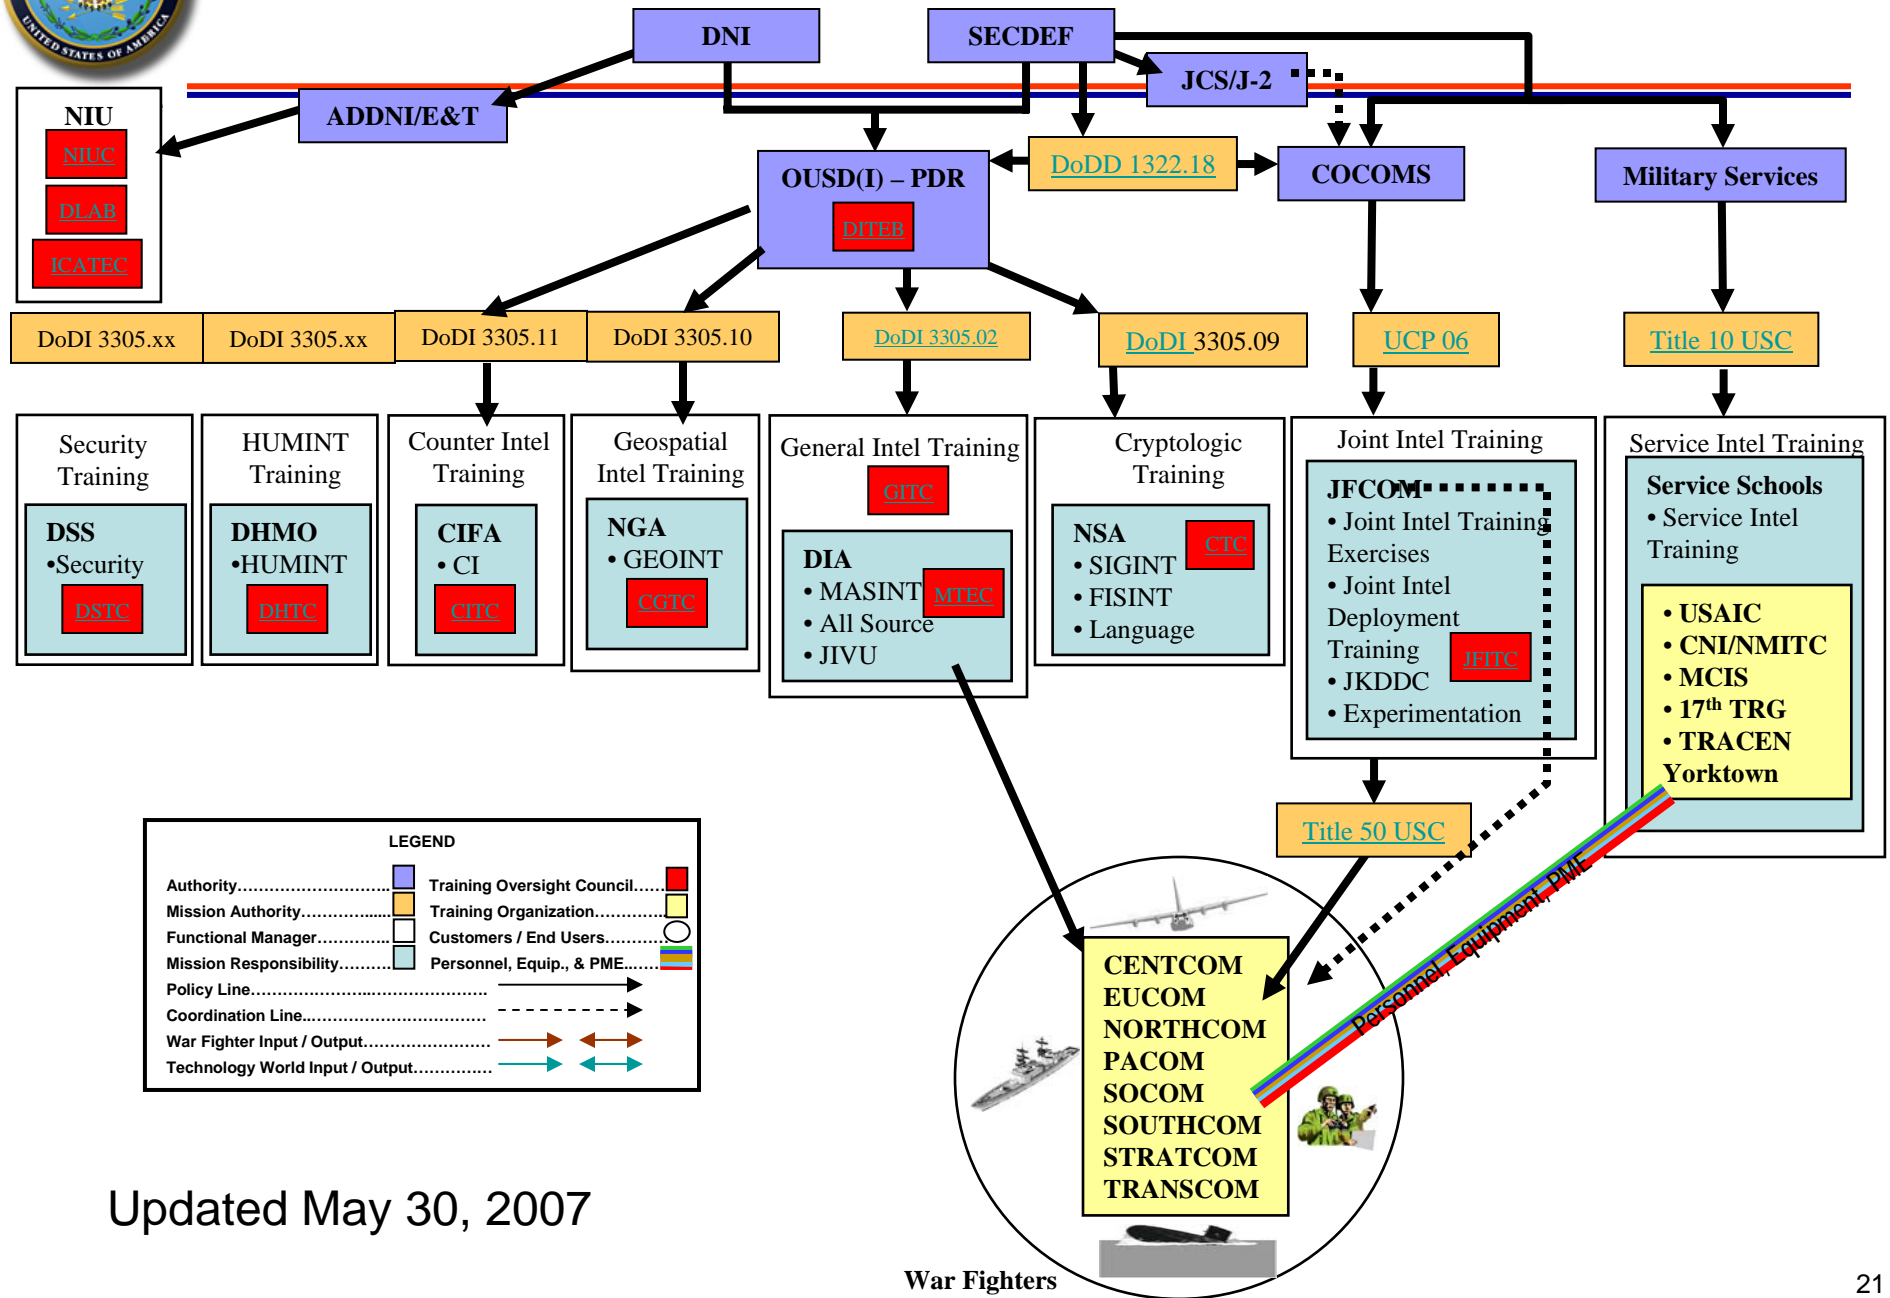 UNITED STATES OF AMERICA
DNI
SECDEF
JCS/J-2
NIU
NIUC
DLAB
ICATEC
ADDNI/E&T
OUSD(I) – PDR
DITEB
DoDD 1322.18
COCOMS
Military Services
DoDI 3305.xx
DoDI 3305.xx
DoDI 3305.11
DoDI 3305.10
DoDI 3305.02
DoDI 3305.09
UCP 06
Title 10 USC
Security
Training
DSS
•Security
DSTC
HUMINT
Training
DHMO
•HUMINT
DHTC
Counter Intel
Training
CIFA
• CI
CITC
Geospatial
Intel Training
NGA
• GEOINT
CGTC
General Intel Training
GITC
DIA
• MASINT
MTEC
• All Source
• JIVU
Cryptologic
Training
NSA
CTC
• SIGINT
• FISINT
• Language
Joint Intel Training
JFCOM
• Joint Intel Training
Exercises
• Joint Intel
Deployment
Training
JFITC
• JKDDC
• Experimentation
Service Intel Training
Service Schools
• Service Intel
Training
• USAIC
• CNI/NMITC
• MCIS
• 17th TRG
• TRACEN
Yorktown
Title 50 USC
Personnel, Equipment, PME
LEGEND
Authority……………………….. Training Oversight Council……
Mission Authority…………...... Training Organization………….
Functional Manager………….. Customers / End Users…………
Mission Responsibility………. Personnel, Equip., & PME..……
Policy Line…………………...…………………
Coordination Line..……………………………
War Fighter Input / Output……………………
Technology World Input / Output……………
CENTCOM
EUCOM
NORTHCOM
PACOM
SOCOM
SOUTHCOM
STRATCOM
TRANSCOM
War Fighters
Updated May 30, 2007
21